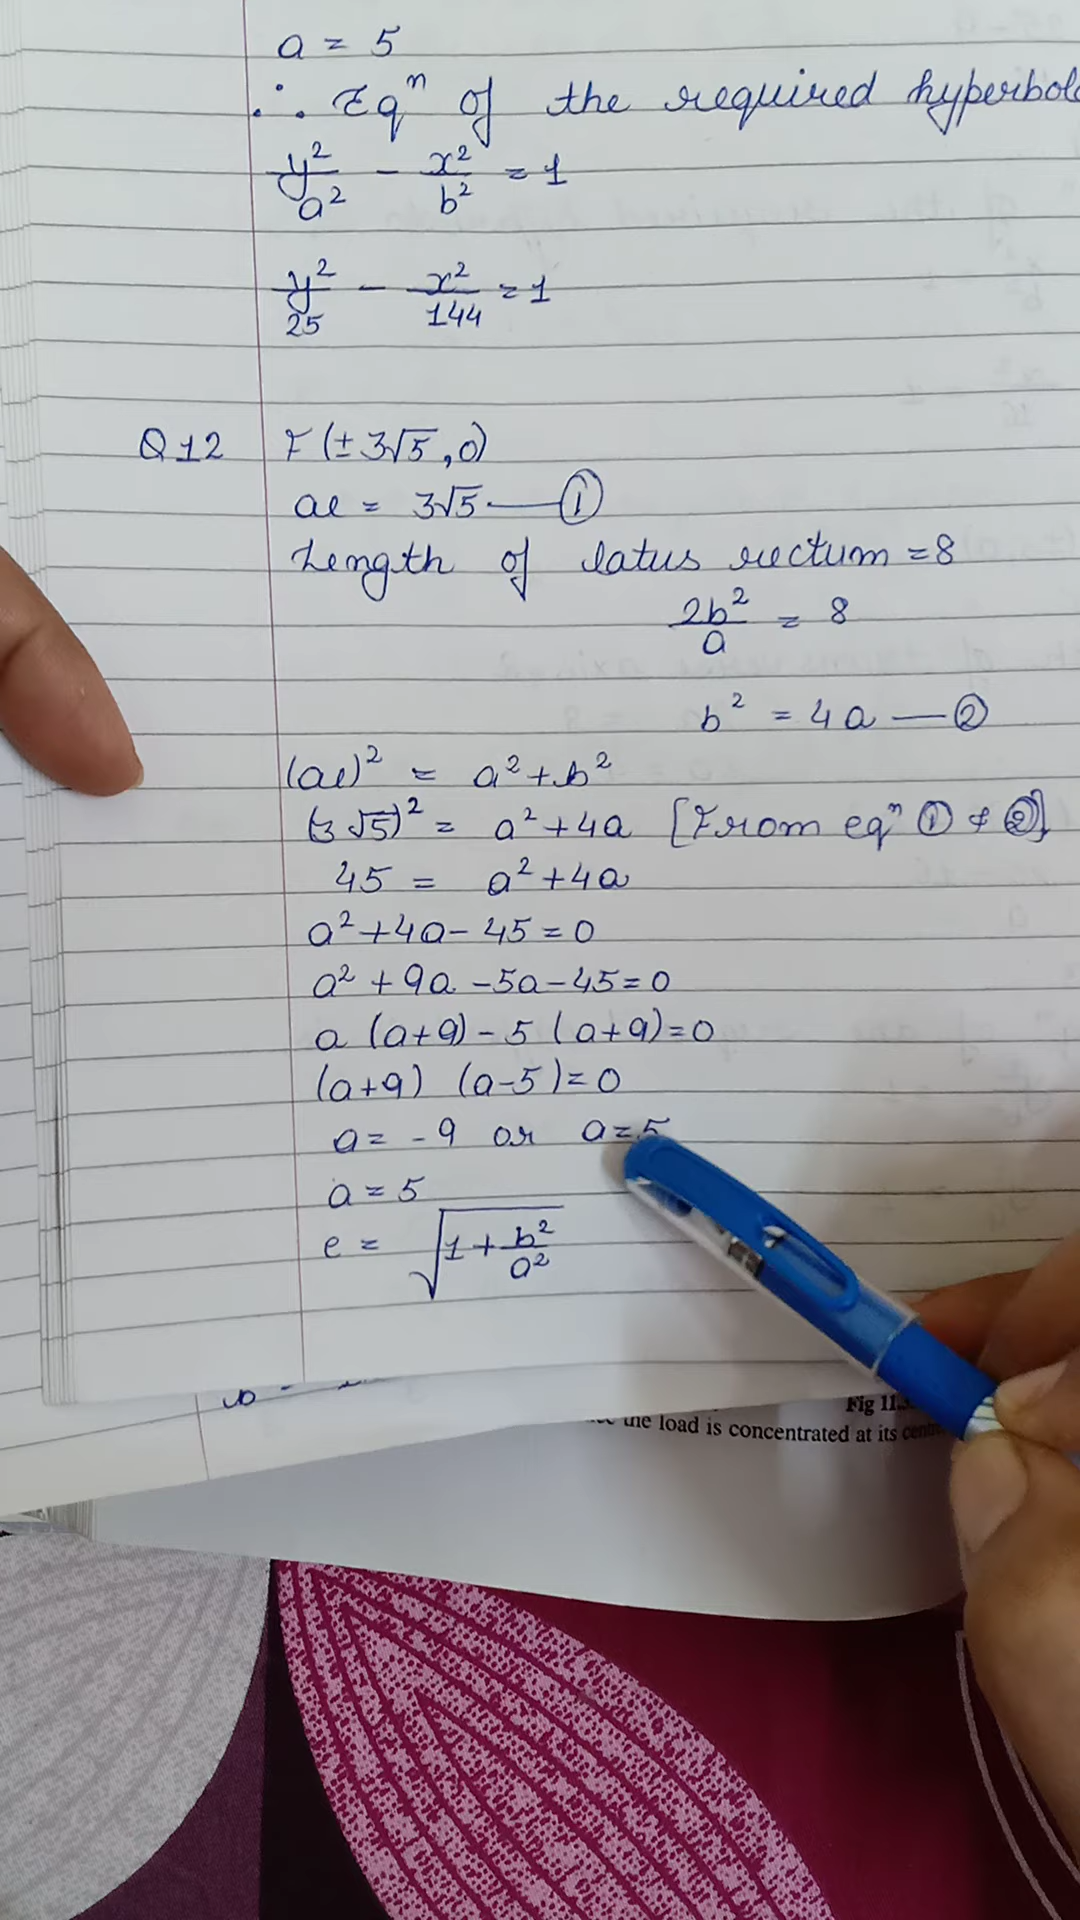 a = 5
∴ Eqⁿ of the required hyperbol
y²/a² - x²/b² = 1
y²/25 - x²/144 = 1
Q12 F(±3√5, 0)
ae = 3√5 — ①
Length of latus rectum = 8
2b²/a = 8
b² = 4a — ②
(ae)² = a² + b²
(3√5)² = a² + 4a [From eqⁿ ① & ②]
45 = a² + 4a
a² + 4a - 45 = 0
a² + 9a - 5a - 45 = 0
a (a+9) - 5 (a+9) = 0
(a+9) (a-5) = 0
a = -9 or a = 5
a = 5
e = √(1 + b²/a²)
Fig 11.
the load is concentrated at its